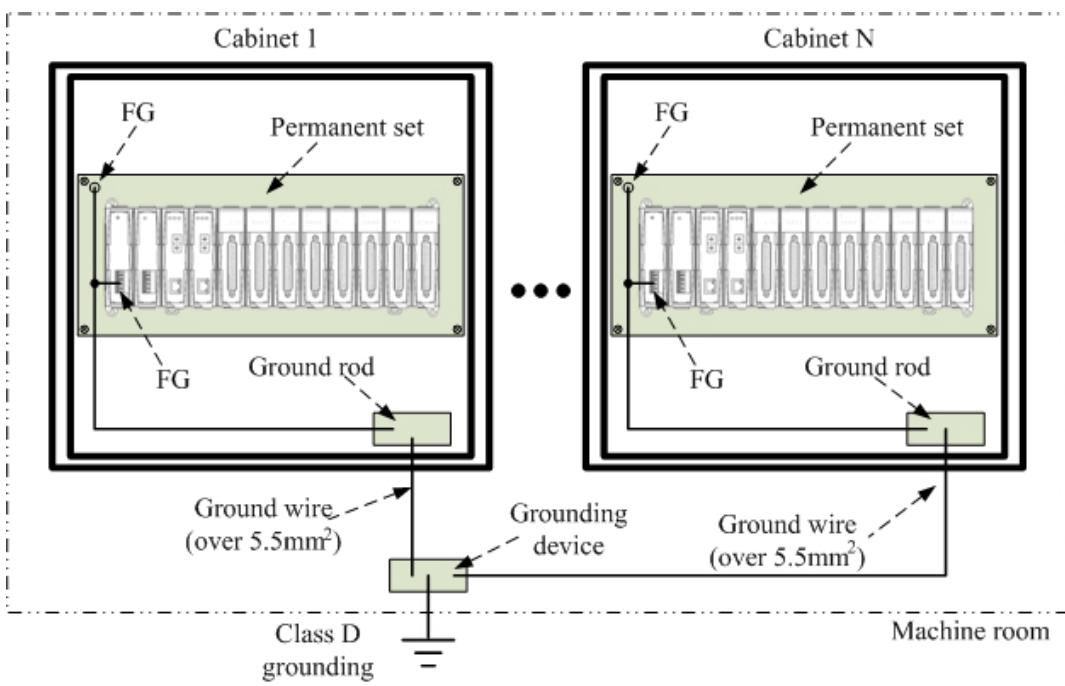 Cabinet 1
Cabinet N
FG
Permanent set
FG
Permanent set
FG
Ground rod
FG
Ground rod
Ground wire
(over 5.5mm²)
Grounding
device
Ground wire
(over 5.5mm²)
Class D
grounding
Machine room